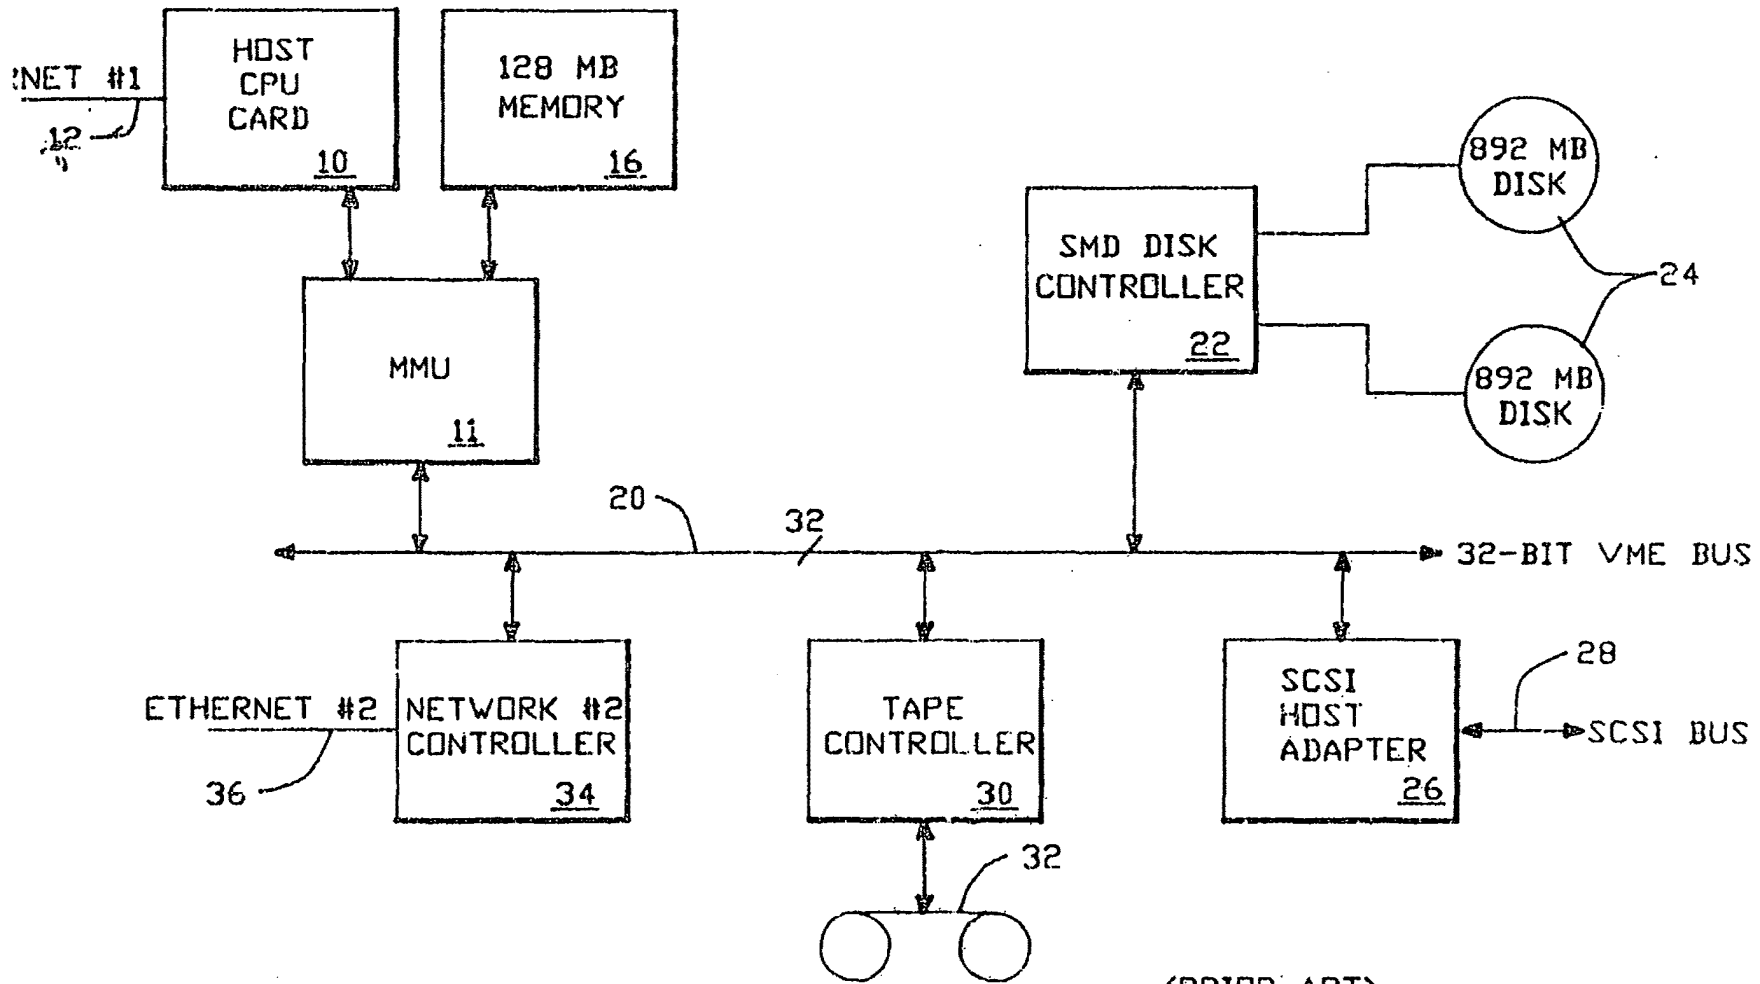 HOST
CPU
CARD
10
128 MB
MEMORY
16
NET #1
12
892 MB
DISK
SMD DISK
CONTROLLER
22
24
892 MB
DISK
MMU
11
20
32
32-BIT VME BUS
ETHERNET #2
36
NETWORK #2
CONTROLLER
34
TAPE
CONTROLLER
30
SCSI
HOST
ADAPTER
26
28
SCSI BUS
32
(PRIOR ART)